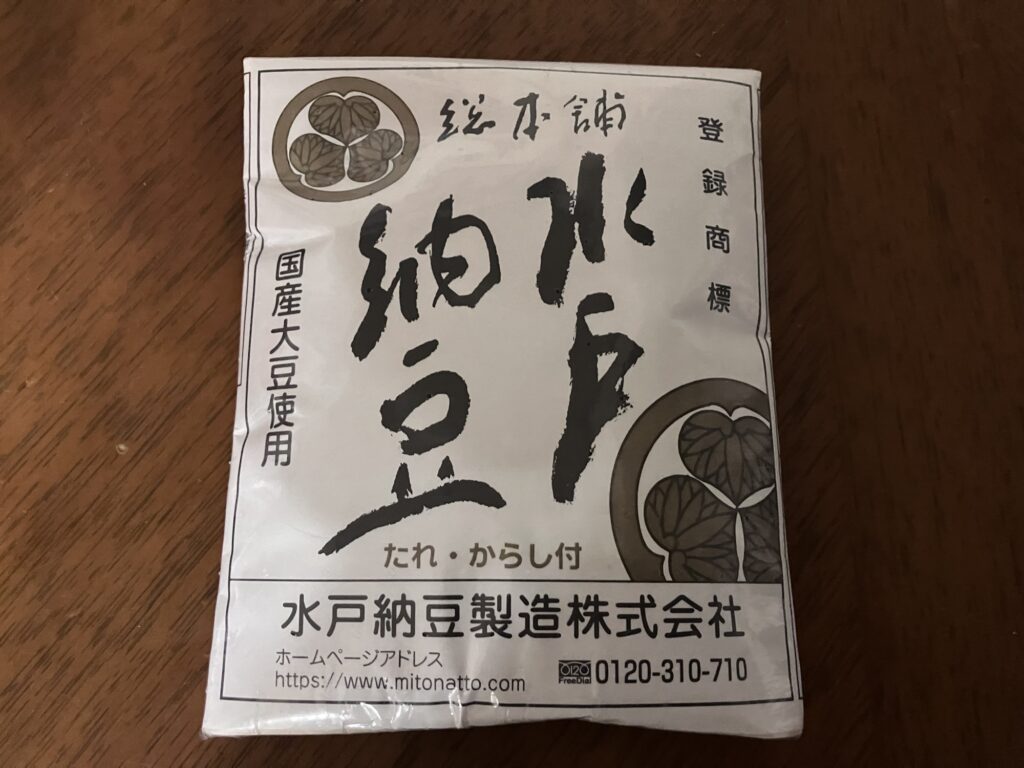 総本舗
登録商標
水戸
納豆
国産大豆使用
たれ・からし付
水戸納豆製造株式会社
ホームページアドレス
https://www.mitonatto.com
0120
FreeDial
0120-310-710